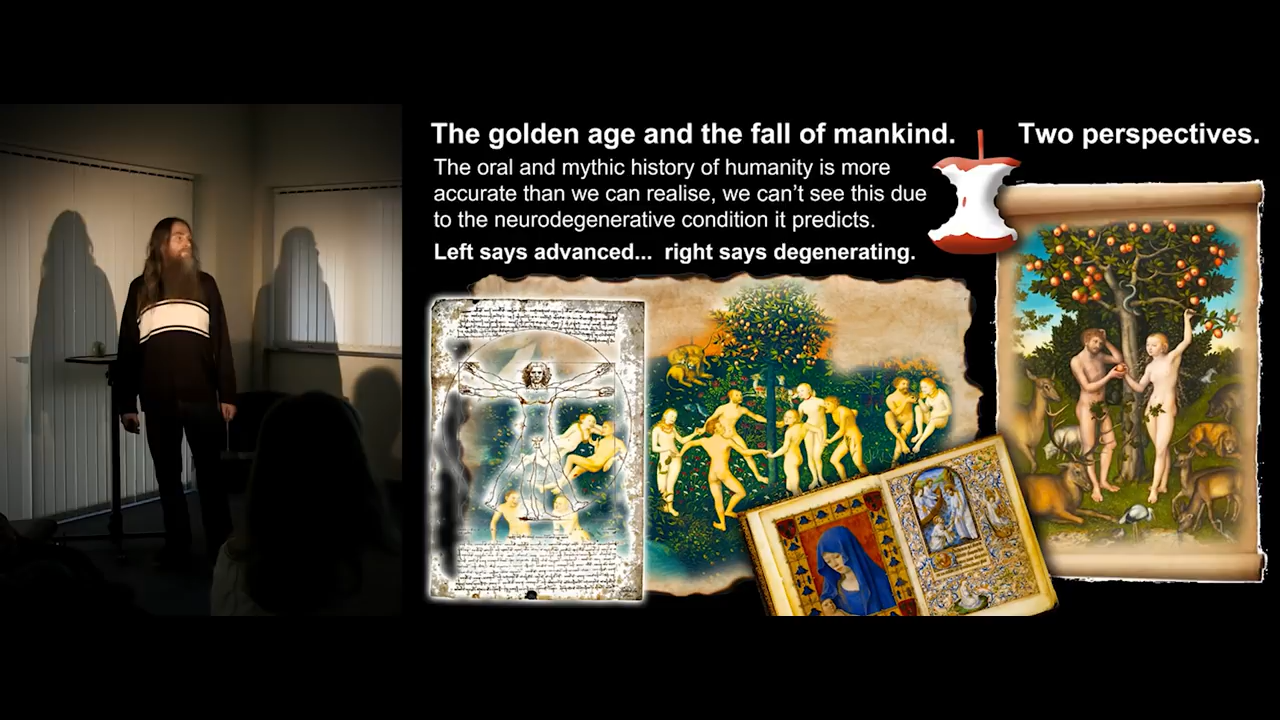 The golden age and the fall of mankind. Two perspectives.
The oral and mythic history of humanity is more
accurate than we can realise, we can't see this due
to the neurodegenerative condition it predicts.
Left says advanced... right says degenerating.